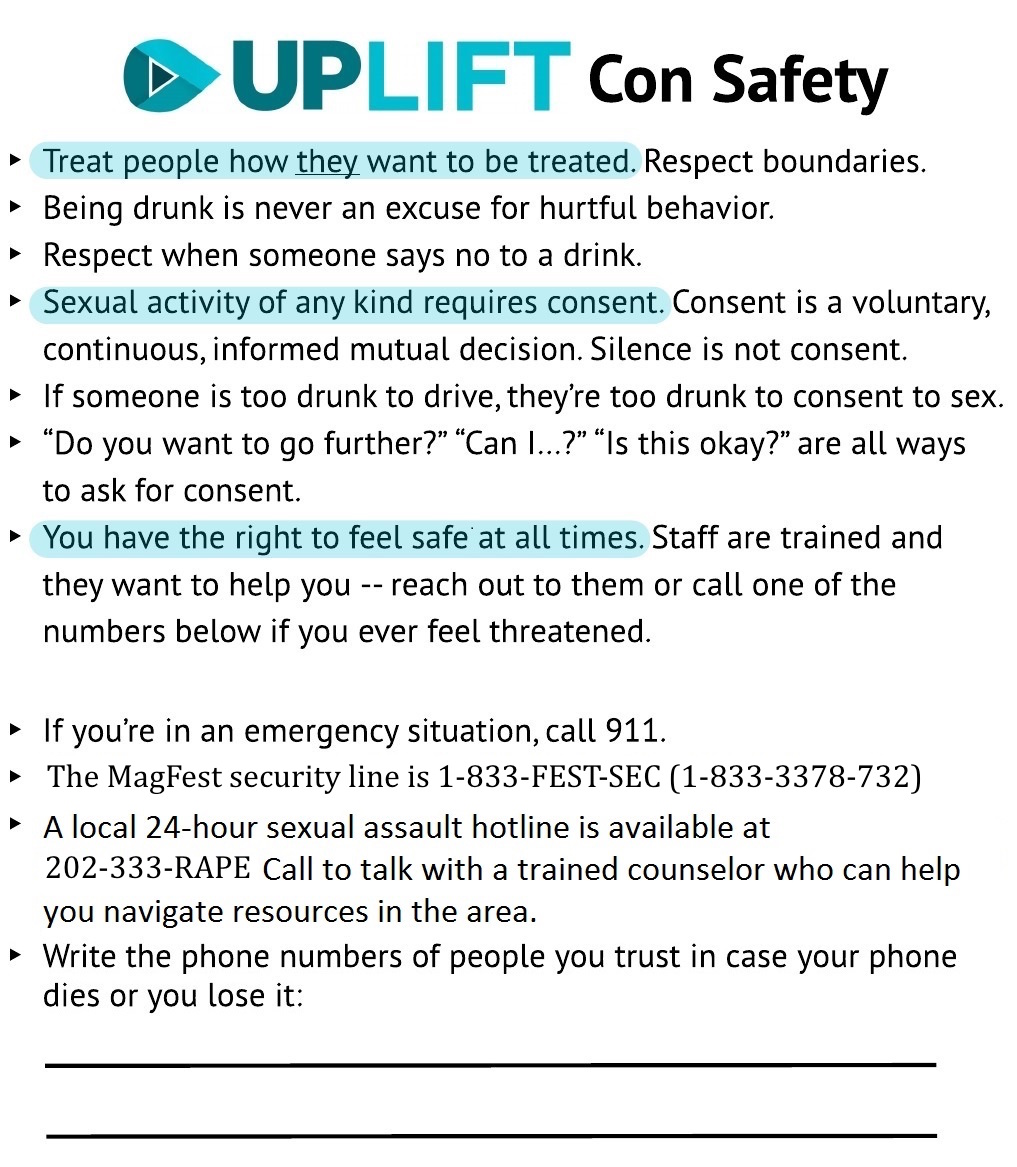 UPLIFT Con Safety
‣ Treat people how they want to be treated. Respect boundaries.
‣ Being drunk is never an excuse for hurtful behavior.
‣ Respect when someone says no to a drink.
‣ Sexual activity of any kind requires consent. Consent is a voluntary,
continuous, informed mutual decision. Silence is not consent.
‣ If someone is too drunk to drive, they’re too drunk to consent to sex.
‣ “Do you want to go further?” “Can I...?” “Is this okay?” are all ways
to ask for consent.
‣ You have the right to feel safe at all times. Staff are trained and
they want to help you -- reach out to them or call one of the
numbers below if you ever feel threatened.
‣ If you’re in an emergency situation, call 911.
‣ The MagFest security line is 1-833-FEST-SEC (1-833-3378-732)
‣ A local 24-hour sexual assault hotline is available at
202-333-RAPE Call to talk with a trained counselor who can help
you navigate resources in the area.
‣ Write the phone numbers of people you trust in case your phone
dies or you lose it: